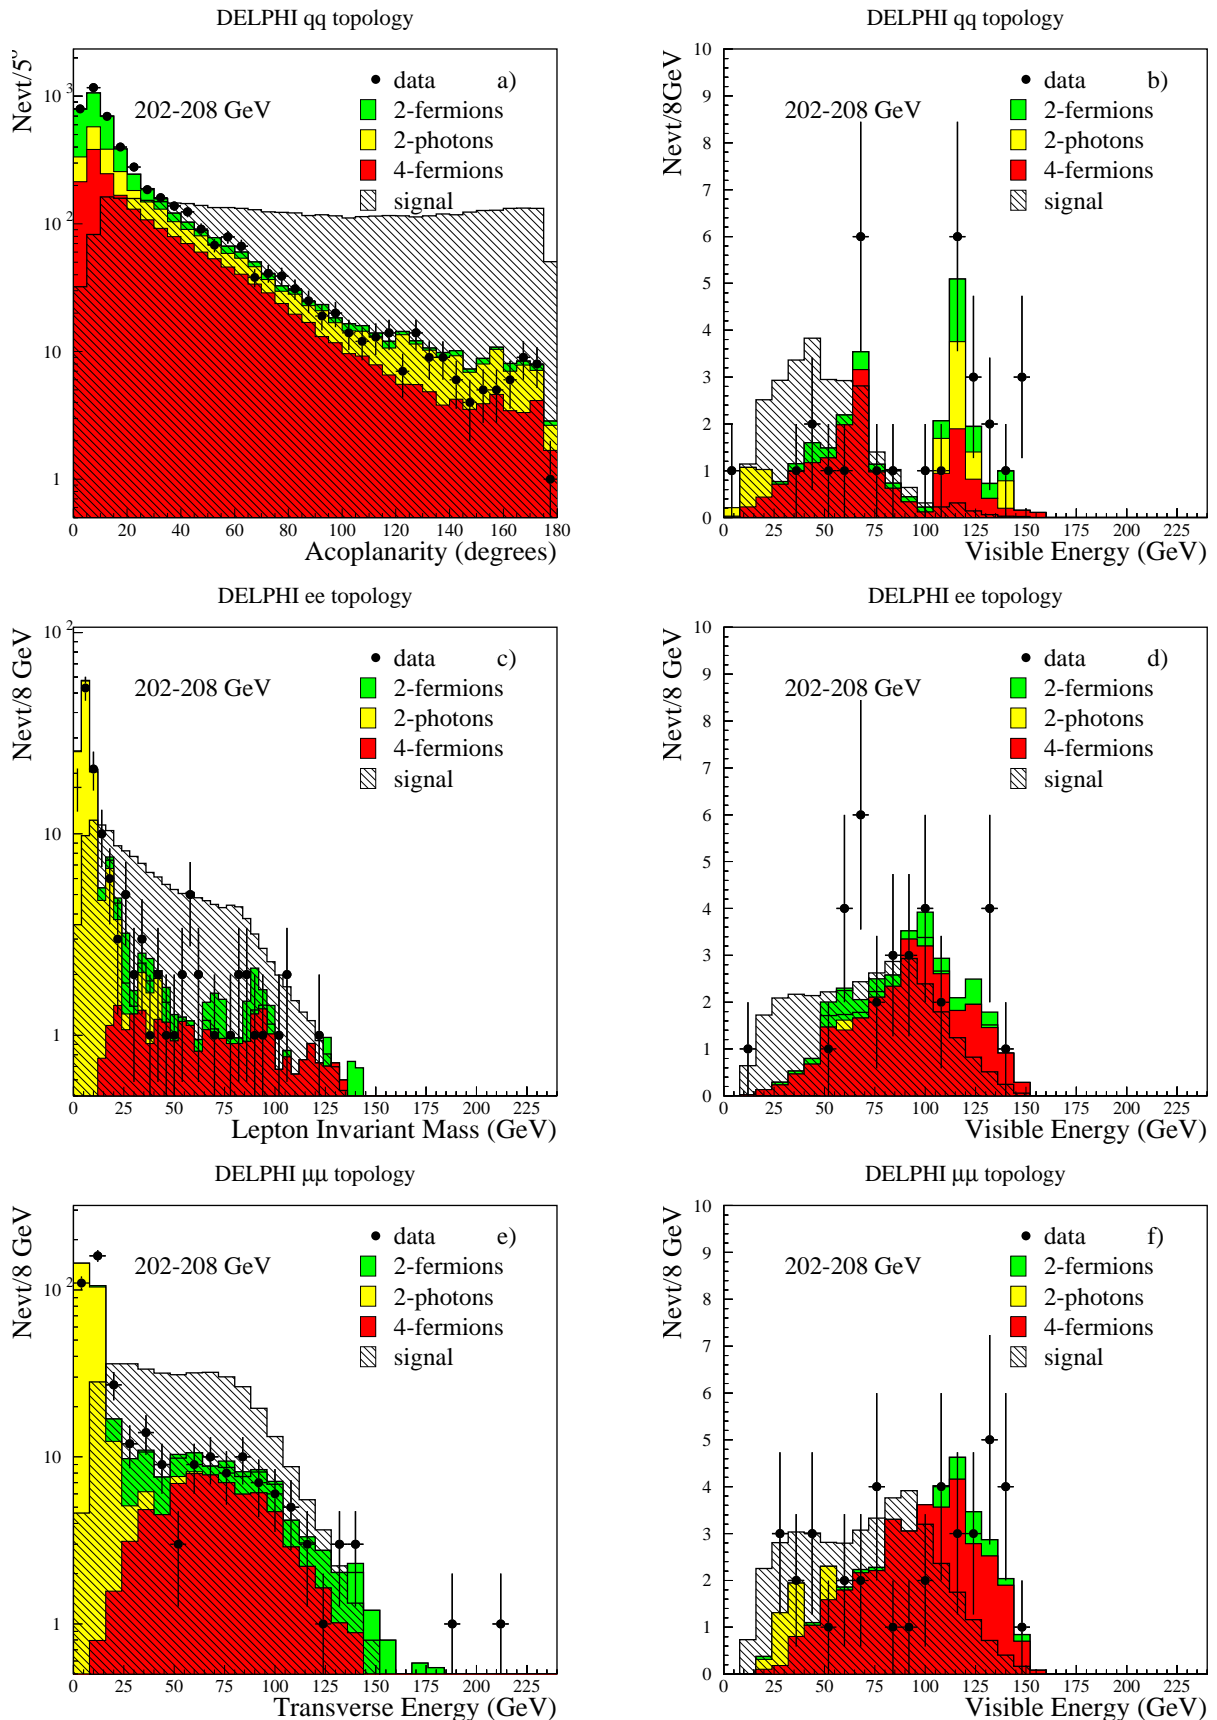 DELPHI qq topology
Nevt/5°
a)
202-208 GeV
data
2-fermions
2-photons
4-fermions
signal
10³
10²
10
1
0 20 40 60 80 100 120 140 160 180
Acoplanarity (degrees)
DELPHI qq topology
Nevt/8GeV
b)
202-208 GeV
data
2-fermions
2-photons
4-fermions
signal
10
9
8
7
6
5
4
3
2
1
0
0 25 50 75 100 125 150 175 200 225
Visible Energy (GeV)
DELPHI ee topology
Nevt/8 GeV
c)
202-208 GeV
data
2-fermions
2-photons
4-fermions
signal
10²
10
1
0 25 50 75 100 125 150 175 200 225
Lepton Invariant Mass (GeV)
DELPHI ee topology
Nevt/8 GeV
d)
202-208 GeV
data
2-fermions
2-photons
4-fermions
signal
10
9
8
7
6
5
4
3
2
1
0
0 25 50 75 100 125 150 175 200 225
Visible Energy (GeV)
DELPHI μμ topology
Nevt/8 GeV
e)
202-208 GeV
data
2-fermions
2-photons
4-fermions
signal
10²
10
1
0 25 50 75 100 125 150 175 200 225
Transverse Energy (GeV)
DELPHI μμ topology
Nevt/8 GeV
f)
202-208 GeV
data
2-fermions
2-photons
4-fermions
signal
10
9
8
7
6
5
4
3
2
1
0
0 25 50 75 100 125 150 175 200 225
Visible Energy (GeV)